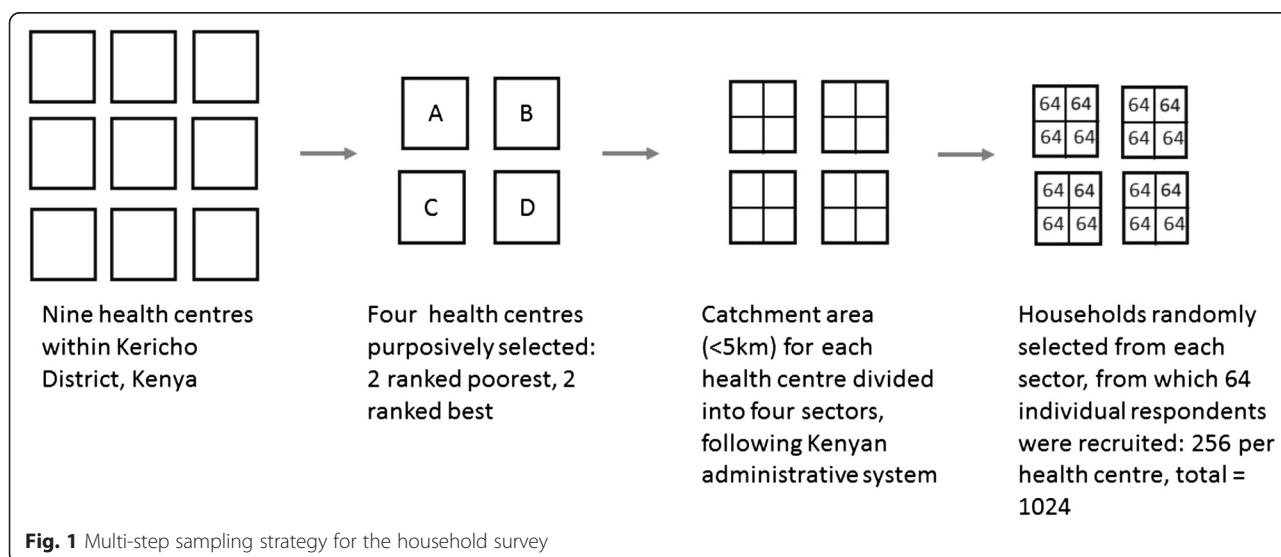 A B
C D
64 64 64 64
64 64 64 64
64 64 64 64
64 64 64 64
Nine health centres
within Kericho
District, Kenya
Four health centres
purposively selected:
2 ranked poorest, 2
ranked best
Catchment area
(<5km) for each
health centre divided
into four sectors,
following Kenyan
administrative system
Households randomly
selected from each
sector, from which 64
individual respondents
were recruited: 256 per
health centre, total =
1024
Fig. 1 Multi-step sampling strategy for the household survey